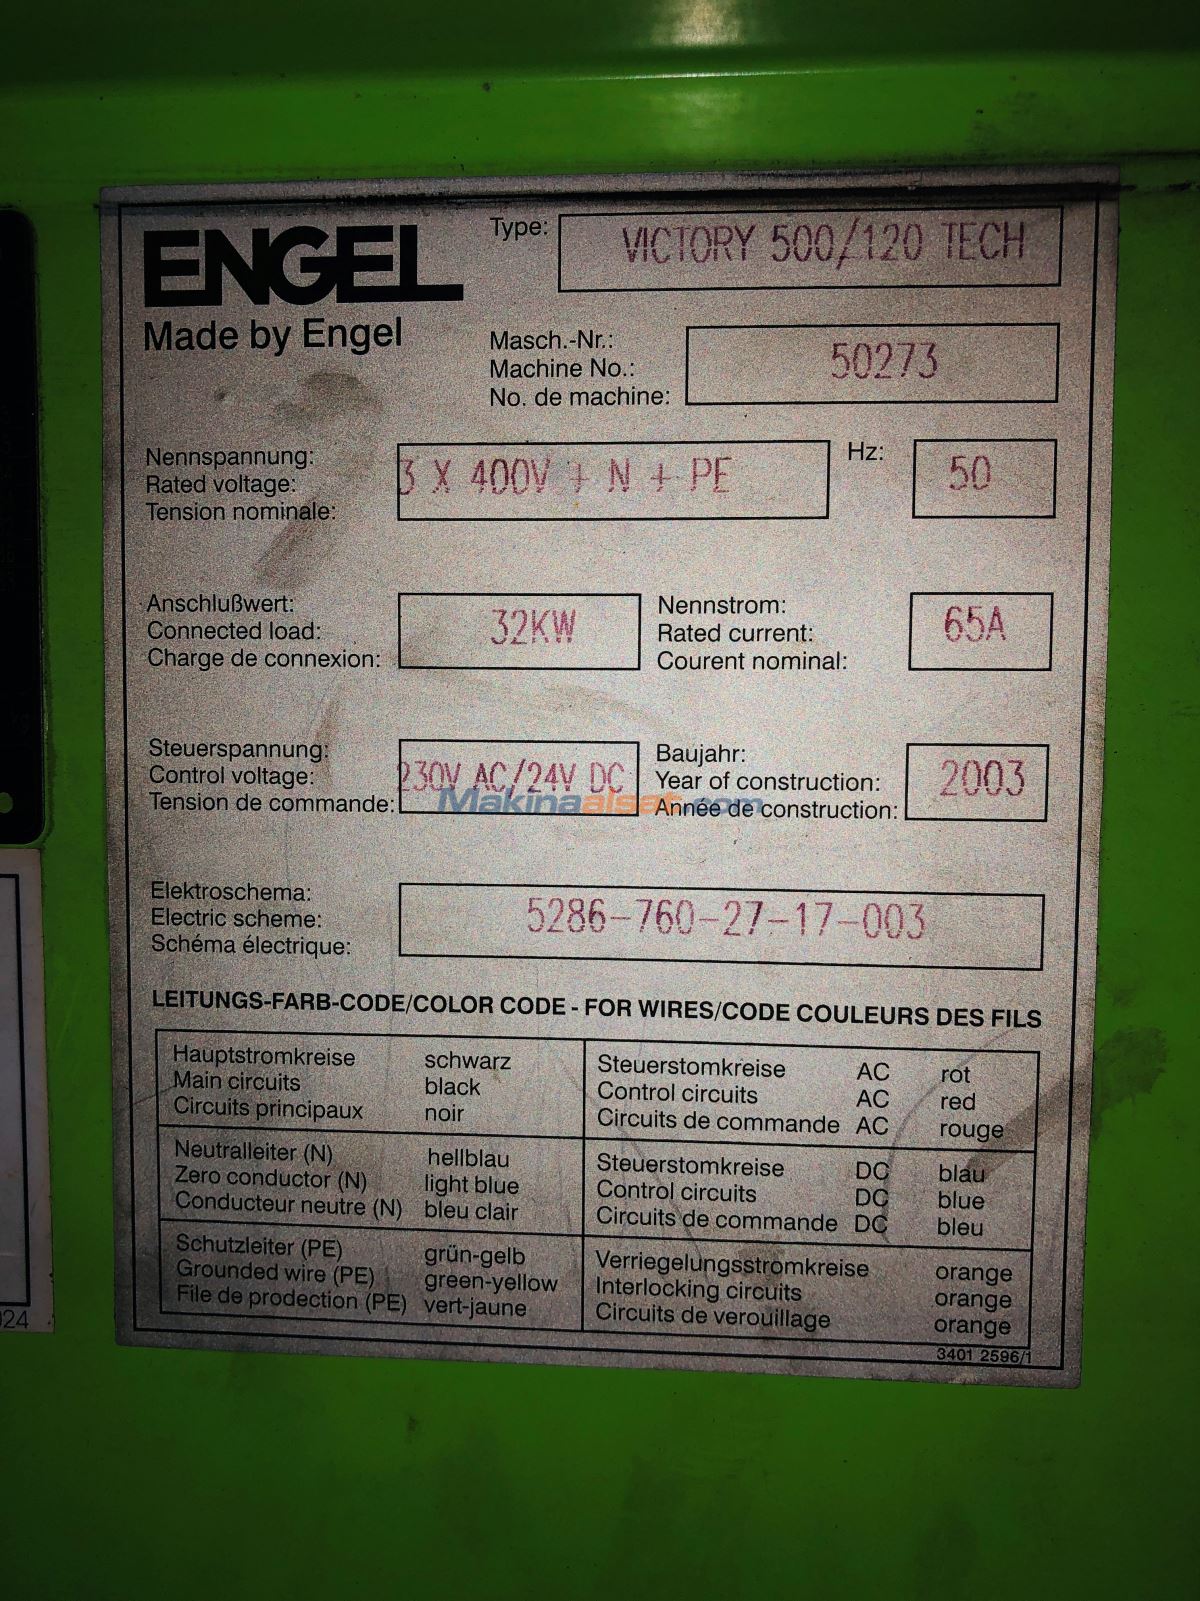 ENGEL
Made by Engel
Type: VICTORY 500/120 TECH
Masch.-Nr.:
Machine No.: 50273
No. de machine:
Nennspannung:
Rated voltage: 3 X 400V + N + PE
Tension nominale:
Hz: 50
Anschlußwert:
Connected load: 32KW
Charge de connexion:
Nennstrom:
Rated current: 65A
Courent nominal:
Steuerspannung:
Control voltage: 230V AC/24V DC
Tension de commande:
Baujahr:
Year of construction: 2003
Année de construction:
Makinaalsat.com
Elektroschema:
Electric scheme: 5286-760-27-17-003
Schéma électrique:
LEITUNGS-FARB-CODE/COLOR CODE - FOR WIRES/CODE COULEURS DES FILS
Hauptstromkreise schwarz
Main circuits black
Circuits principaux noir
Steuerstomkreise AC rot
Control circuits AC red
Circuits de commande AC rouge
Neutralleiter (N) hellblau
Zero conductor (N) light blue
Conducteur neutre (N) bleu clair
Steuerstomkreise DC blau
Control circuits DC blue
Circuits de commande DC bleu
Schutzleiter (PE) grün-gelb
Grounded wire (PE) green-yellow
File de production (PE) vert-jaune
Verriegelungsstromkreise orange
Interlocking circuits orange
Circuits de verouillage orange
3401 2596/1